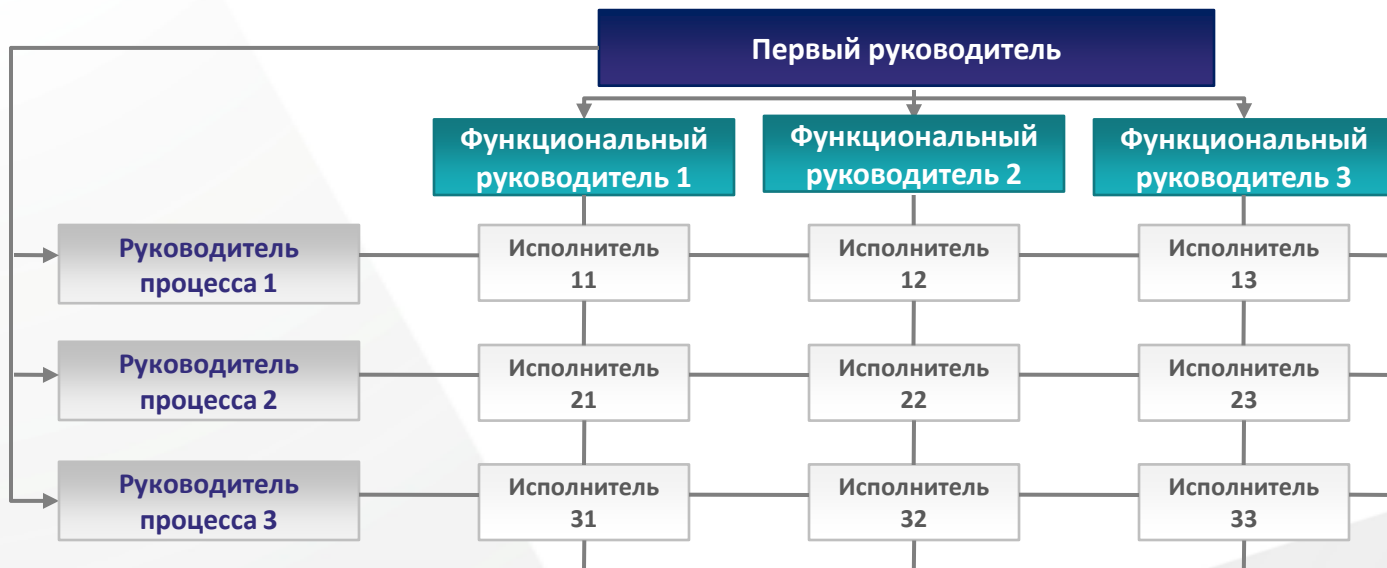 Первый руководитель
Функциональный
руководитель 1
Функциональный
руководитель 2
Функциональный
руководитель 3
Руководитель
процесса 1
Исполнитель
11
Исполнитель
12
Исполнитель
13
Руководитель
процесса 2
Исполнитель
21
Исполнитель
22
Исполнитель
23
Руководитель
процесса 3
Исполнитель
31
Исполнитель
32
Исполнитель
33